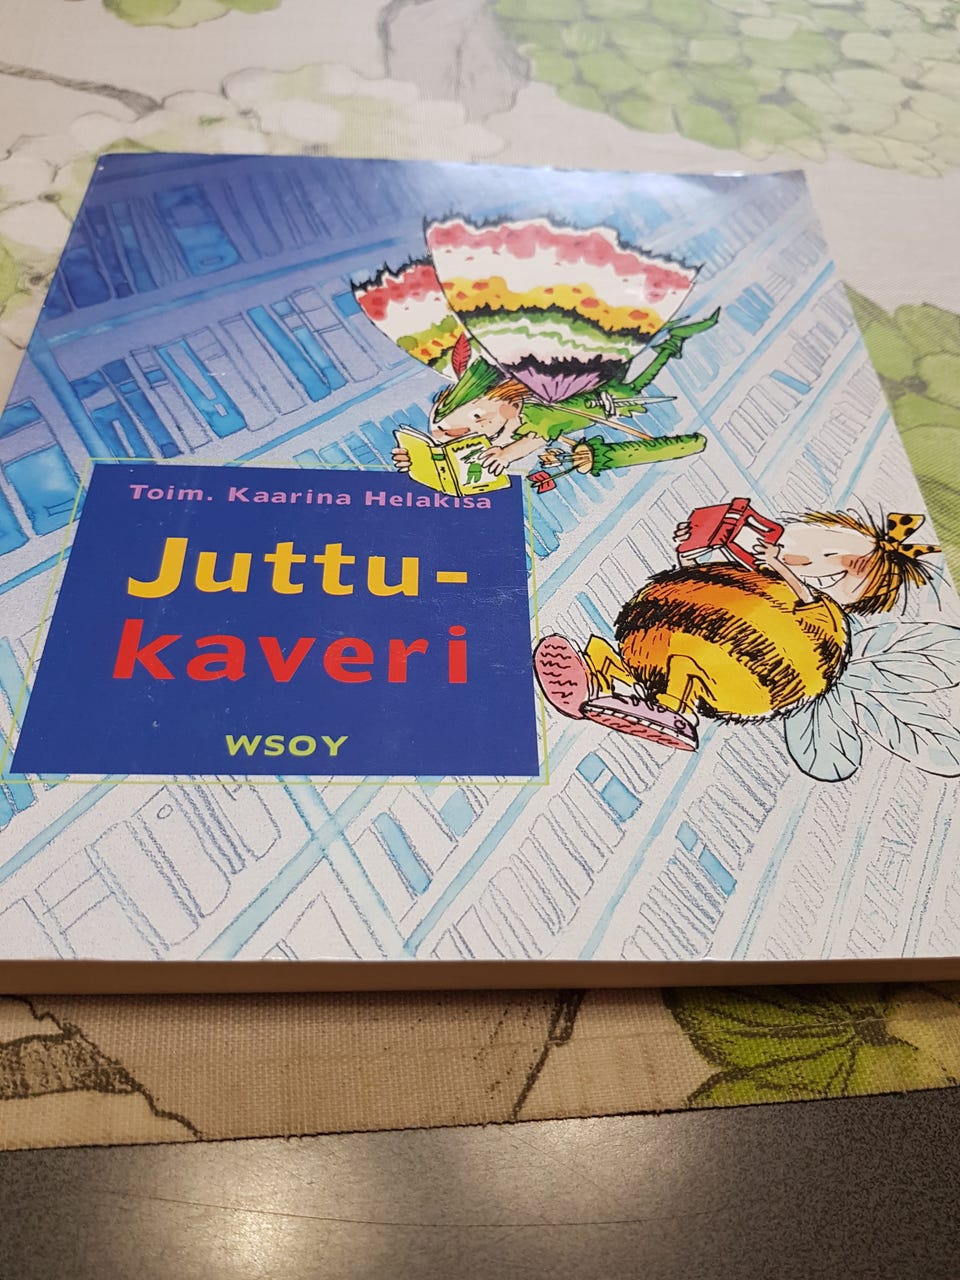 Toim. Kaarina Helakisa
Juttu-
kaveri
WSOY